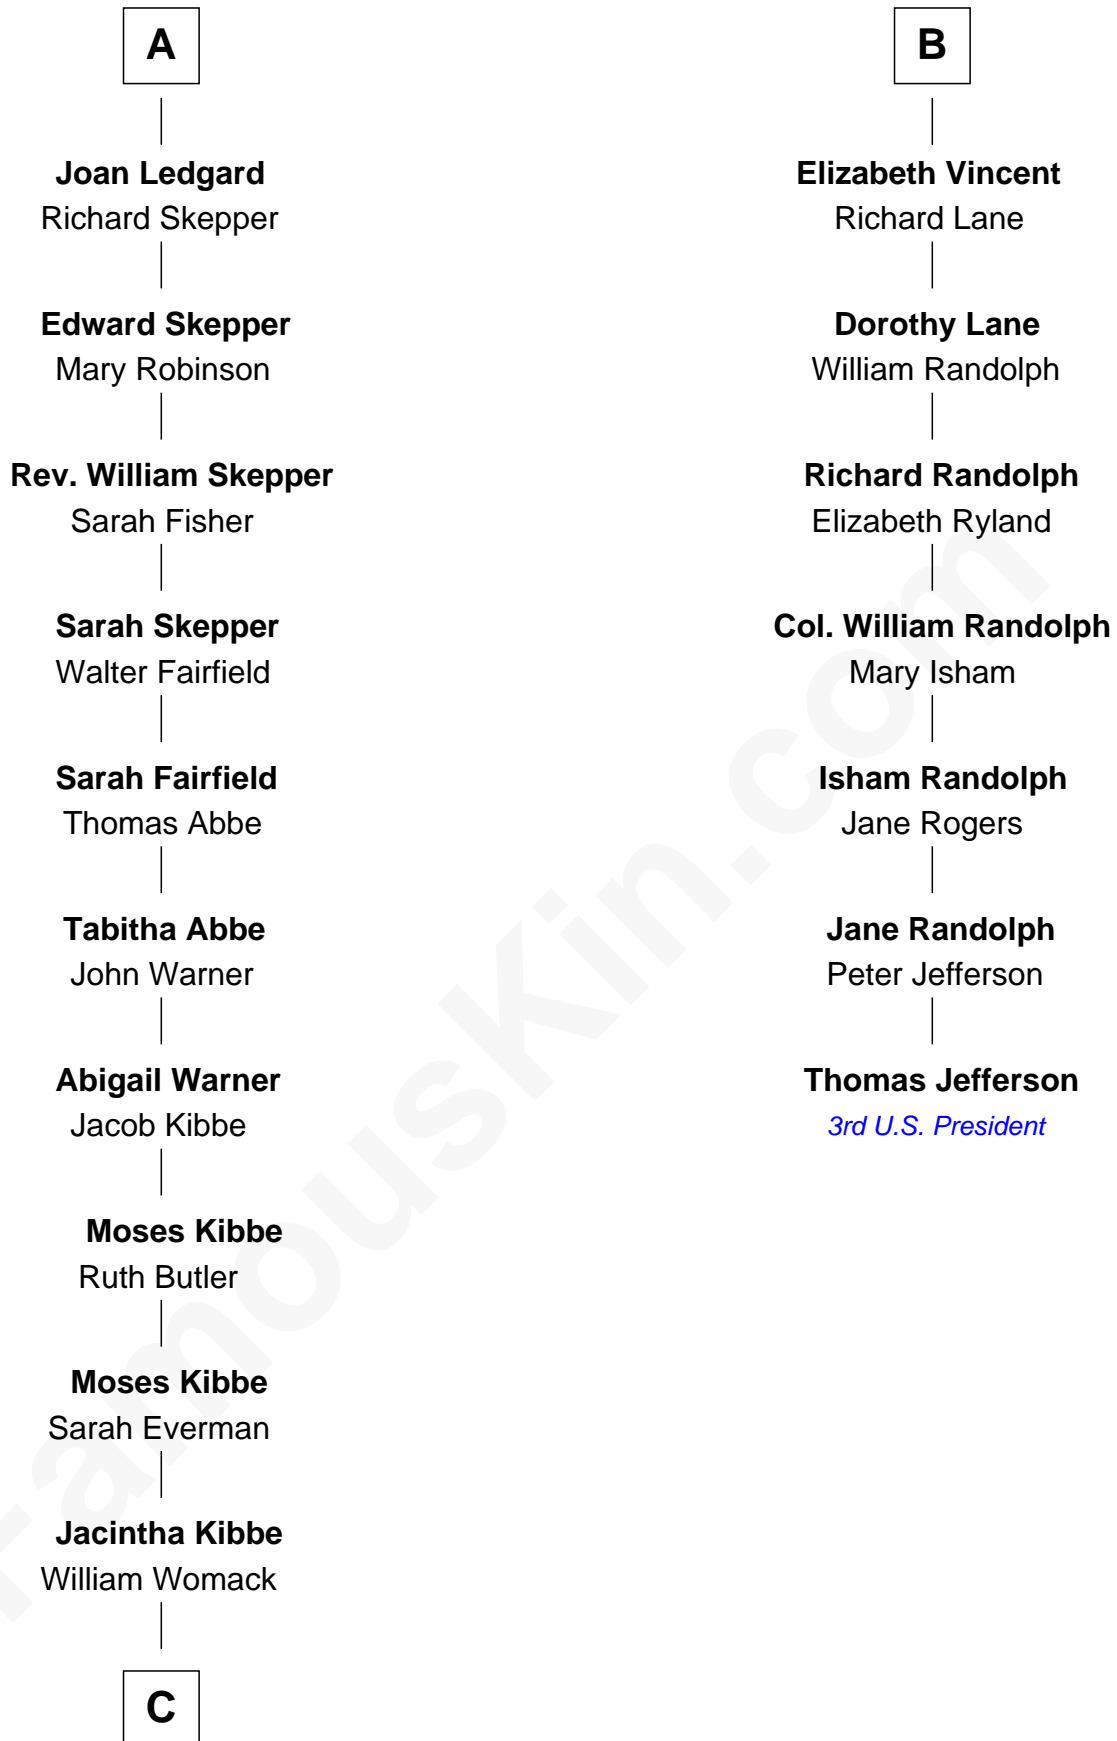 A
Joan Ledgard
Richard Skepper
Edward Skepper
Mary Robinson
Rev. William Skepper
Sarah Fisher
Sarah Skepper
Walter Fairfield
Sarah Fairfield
Thomas Abbe
Tabitha Abbe
John Warner
Abigail Warner
Jacob Kibbe
Moses Kibbe
Ruth Butler
Moses Kibbe
Sarah Everman
Jacintha Kibbe
William Womack
C
B
Elizabeth Vincent
Richard Lane
Dorothy Lane
William Randolph
Richard Randolph
Elizabeth Ryland
Col. William Randolph
Mary Isham
Isham Randolph
Jane Rogers
Jane Randolph
Peter Jefferson
Thomas Jefferson
3rd U.S. President
FamousKin.com